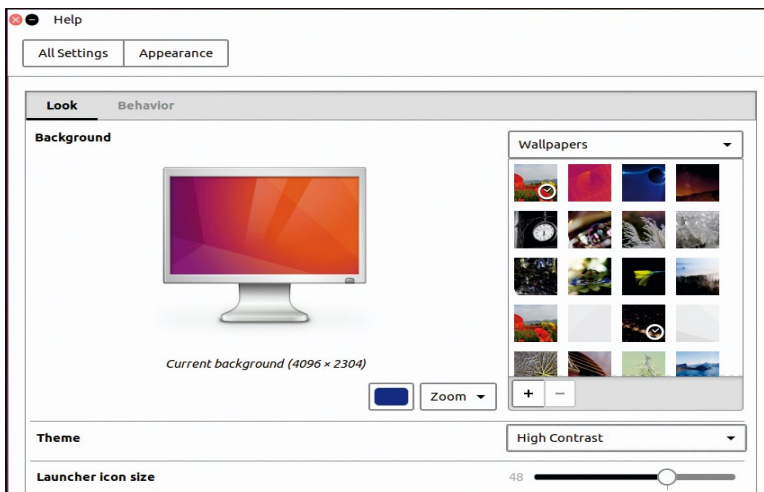 Help
All Settings Appearance
Look Behavior
Background
Wallpapers
Current background (4096 × 2304)
Zoom
+ −
Theme
High Contrast
Launcher icon size
48